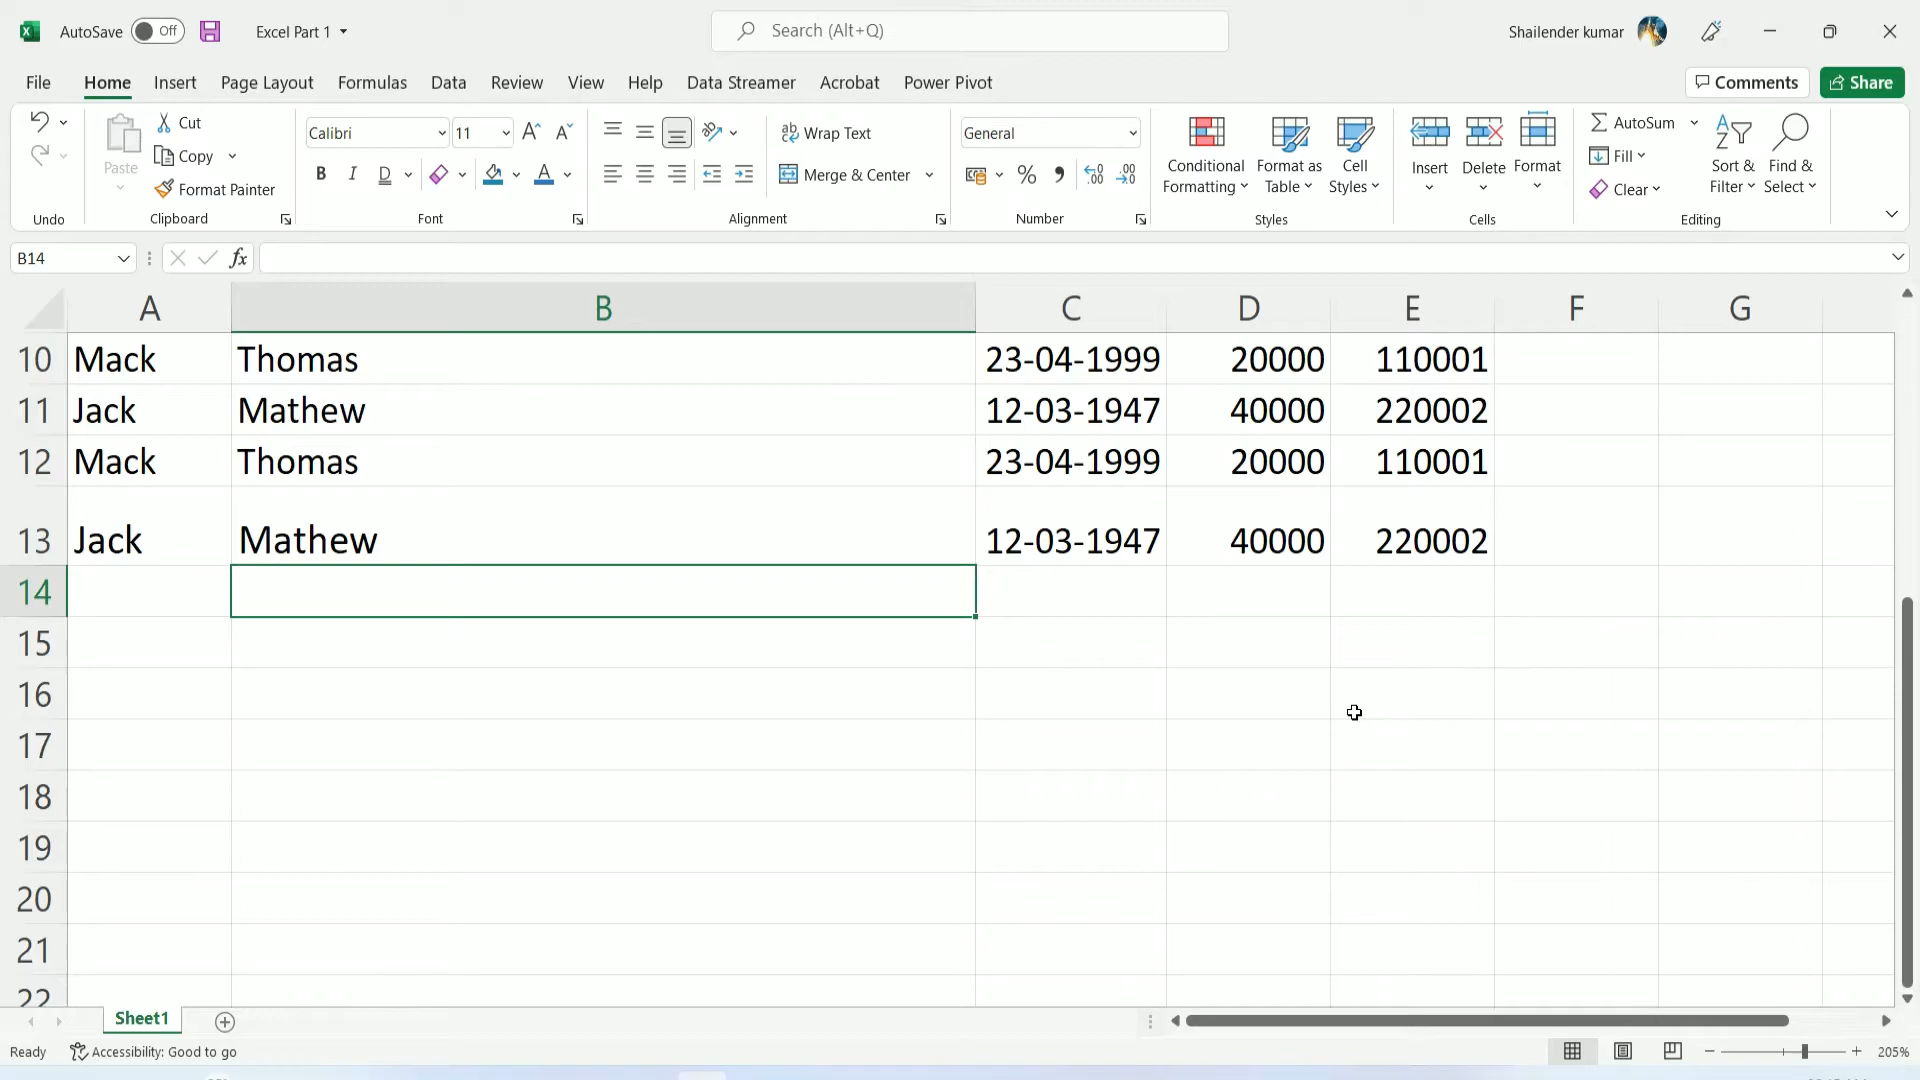 AutoSave Off Excel Part 1 Search (Alt+Q) Shailender kumar
File Home Insert Page Layout Formulas Data Review View Help Data Streamer Acrobat Power Pivot Comments Share
Paste Cut Copy Format Painter
Calibri 11 B I D A
ab Wrap Text
Merge & Center
General
% 9
Conditional Formatting Format as Table Cell Styles
Insert Delete Format
AutoSum Fill Clear
Sort & Filter Find & Select
Undo Clipboard Font Alignment Number Styles Cells Editing
B14 fx
A B C D E F G
10 Mack Thomas 23-04-1999 20000 110001
11 Jack Mathew 12-03-1947 40000 220002
12 Mack Thomas 23-04-1999 20000 110001
13 Jack Mathew 12-03-1947 40000 220002
14
15
16
17
18
19
20
21
22
Sheet1
Ready Accessibility: Good to go 205%